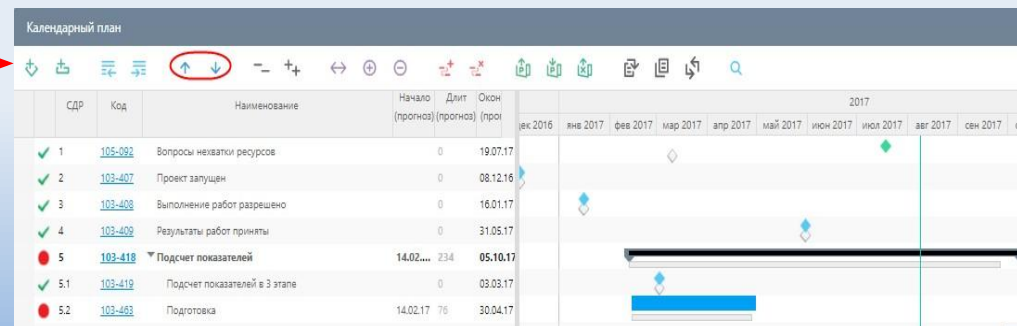 Календарный план
СДР Код Наименование Начало (прогноз) Длит (прогноз) Окон (прог
2017
дек 2016 янв 2017 фев 2017 мар 2017 апр 2017 май 2017 июн 2017 июл 2017 авг 2017 сен 2017
1 105-092 Вопросы нехватки ресурсов 0 19.07.17
2 103-407 Проект запущен 0 08.12.16
3 103-408 Выполнение работ разрешено 0 16.01.17
4 103-409 Результаты работ приняты 0 31.05.17
5 103-418 Подсчет показателей 14.02.... 234 05.10.17
5.1 103-419 Подсчет показателей в 3 этапе 0 03.03.17
5.2 103-463 Подготовка 14.02.17 76 30.04.17